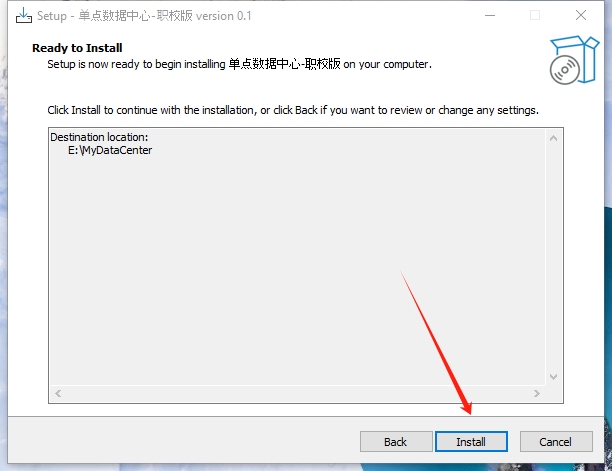 Setup - 单点数据中心-职校版 version 0.1
Ready to Install
Setup is now ready to begin installing 单点数据中心-职校版 on your computer.
Click Install to continue with the installation, or click Back if you want to review or change any settings.
Destination location:
E:\MyDataCenter
Back Install Cancel